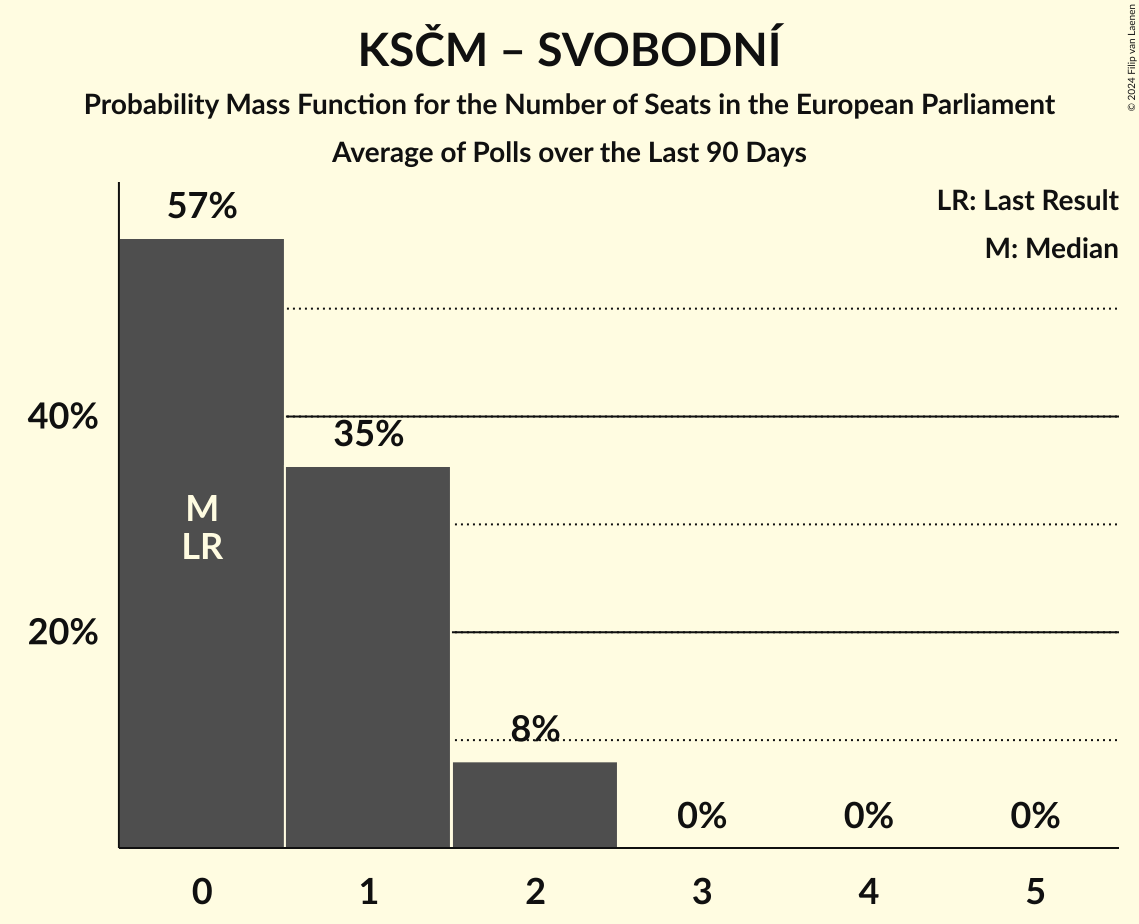 KSČM – SVOBODNÍ
Probability Mass Function for the Number of Seats in the European Parliament
Average of Polls over the Last 90 Days
© 2024 Filip van Laenen
LR: Last Result
M: Median
57%
40%
35%
M
LR
20%
8%
0%
0%
0%
0
1
2
3
4
5